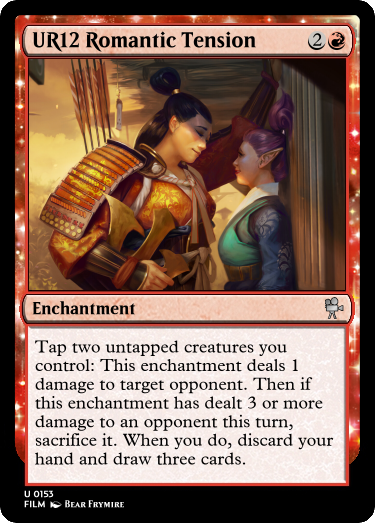 UR12 Romantic Tension 2
Enchantment
Tap two untapped creatures you
control: This enchantment deals 1
damage to target opponent. Then if
this enchantment has dealt 3 or more
damage to an opponent this turn,
sacrifice it. When you do, discard your
hand and draw three cards.
U 0153
FILM Bear Frymire